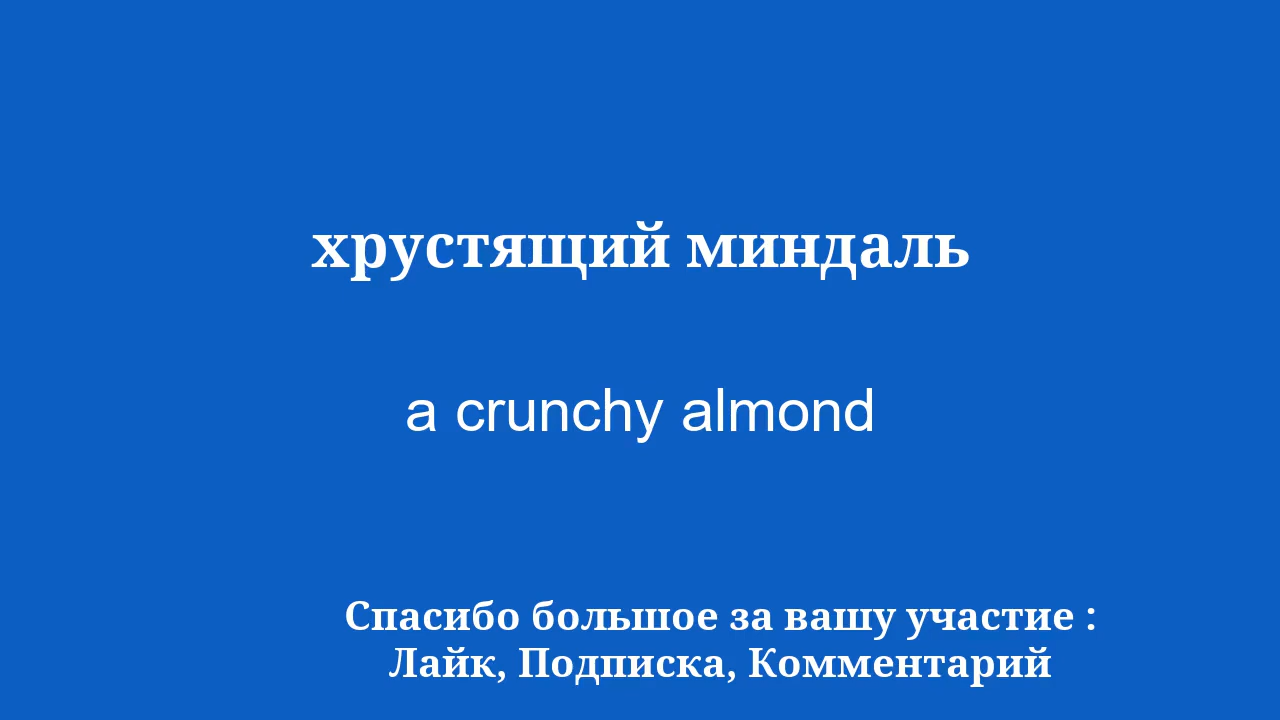 хрустящий миндаль
a crunchy almond
Спасибо большое за вашу участие :
Лайк, Подписка, Комментарий